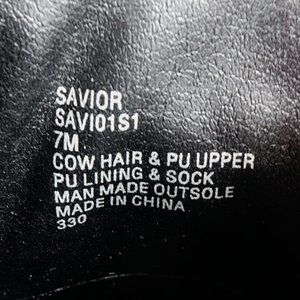 SAVIOR
SAVI01S1
7M
COW HAIR & PU UPPER
PU LINING & SOCK
MAN MADE OUTSOLE
MADE IN CHINA
330